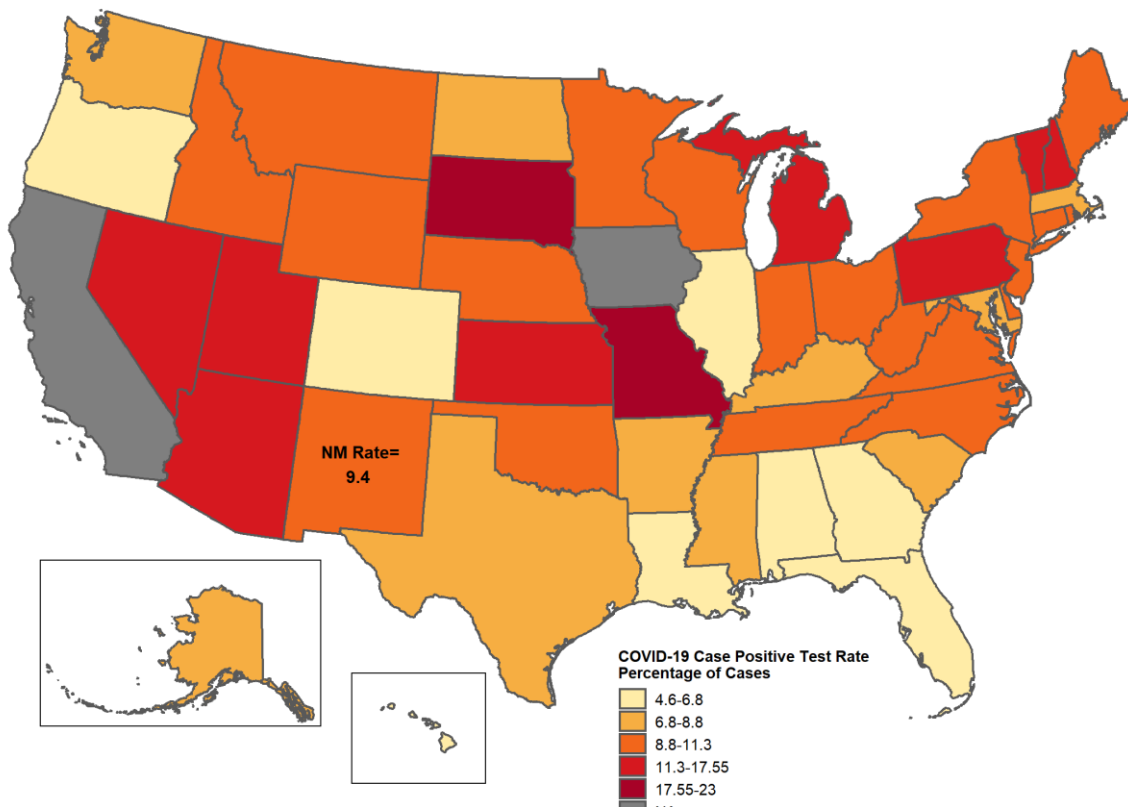 NM Rate=
9.4
COVID-19 Case Positive Test Rate
Percentage of Cases
4.6-6.8
6.8-8.8
8.8-11.3
11.3-17.55
17.55-23